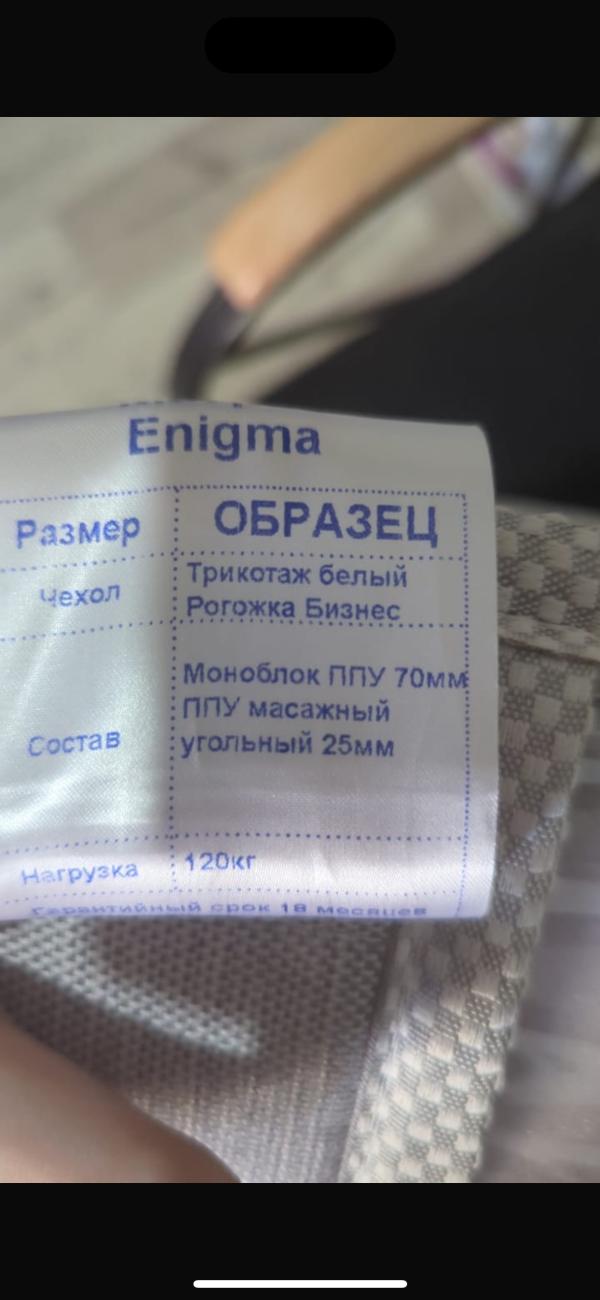 Enigma
Размер
ОБРАЗЕЦ
Чехол
Трикотаж белый
Рогожка Бизнес
Состав
Моноблок ППУ 70мм
ППУ масажный
угольный 25мм
Нагрузка
120кг
Гарантийный срок 18 месяцев